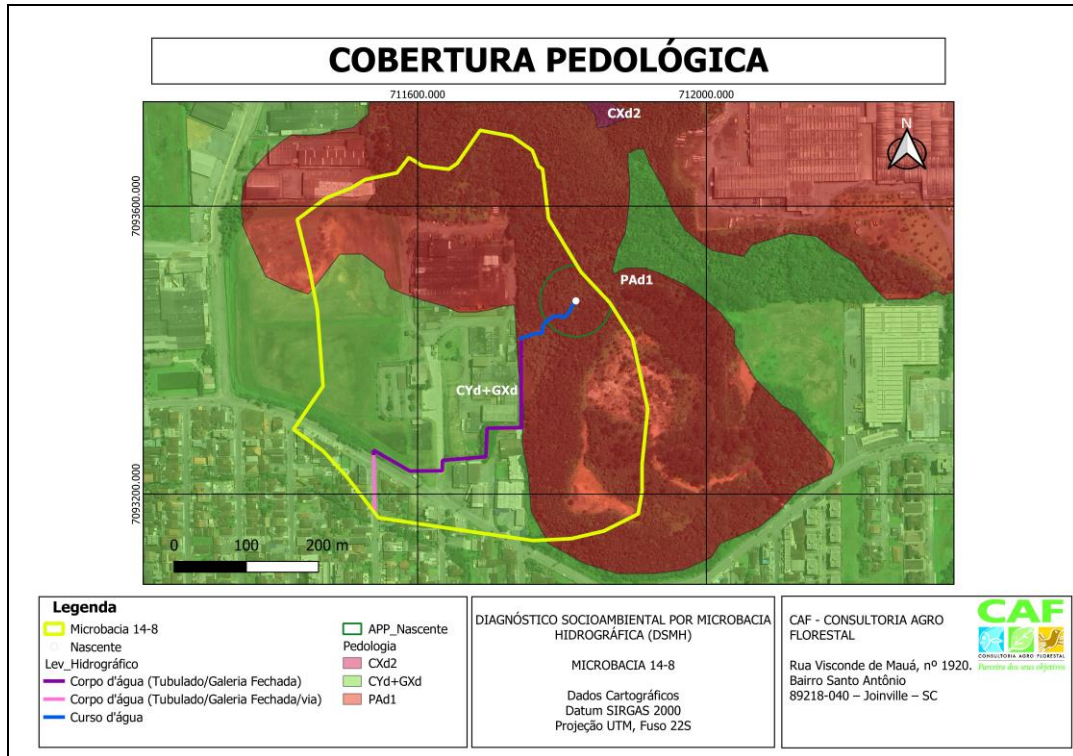 COBERTURA PEDOLÓGICA
711600.000
712000.000
CXd2
N
7093600.000
PAd1
CYd+GXd
7093200.000
0 100 200 m
Legenda
Microbacia 14-8
Nascente
Lev_Hidrográfico
Corpo d'água (Tubulado/Galeria Fechada)
Corpo d'água (Tubulado/Galeria Fechada/via)
Curso d'água
APP_Nascente
Pedologia
CXd2
CYd+GXd
PAd1
DIAGNÓSTICO SOCIOAMBIENTAL POR MICROBACIA
HIDROGRÁFICA (DSMH)
MICROBACIA 14-8
Dados Cartográficos
Datum SIRGAS 2000
Projeção UTM, Fuso 22S
CAF - CONSULTORIA AGRO
FLORESTAL
Rua Visconde de Mauá, nº 1920.
Bairro Santo Antônio
89218-040 – Joinville – SC
CAF
CONSULTORIA AGRO FLORESTAL
Parceira dos seus objetivos